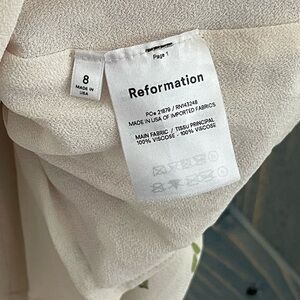 Page 1
8
MADE IN
USA
Reformation
PO# 21879 / RN143248
MADE IN USA OF IMPORTED FABRICS
MAIN FABRIC / TISSU PRINCIPAL
100% VISCOSE · 100% VISCOSE